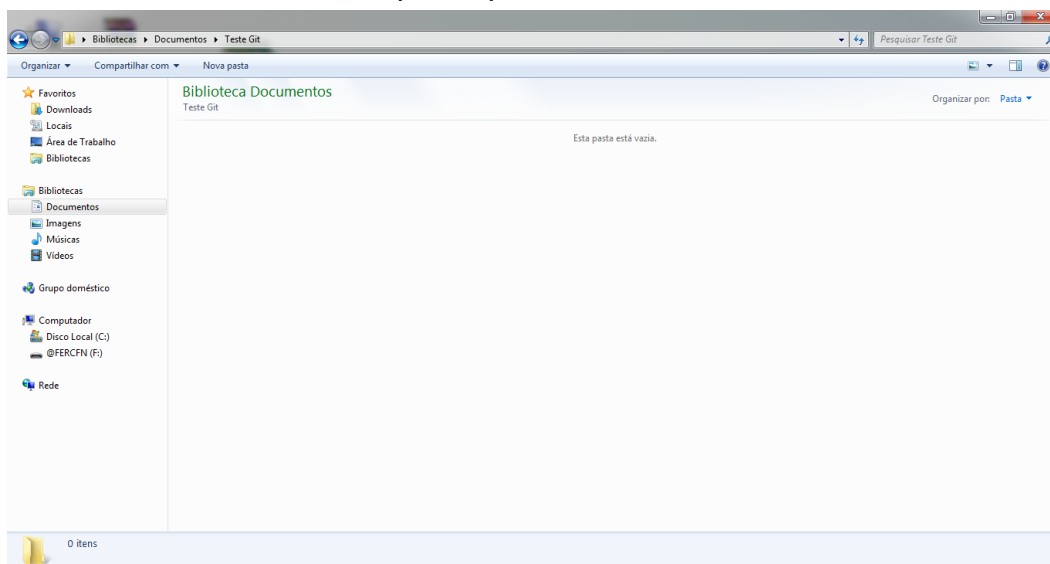 Bibliotecas Documentos Teste Git
Pesquisar Teste Git
Organizar Compartilhar com Nova pasta
Favoritos
Downloads
Locais
Área de Trabalho
Bibliotecas
Bibliotecas
Documentos
Imagens
Músicas
Vídeos
Grupo doméstico
Computador
Disco Local (C:)
@FERCFN (F:)
Rede
Biblioteca Documentos
Teste Git
Organizar por: Pasta
Esta pasta está vazia.
0 itens